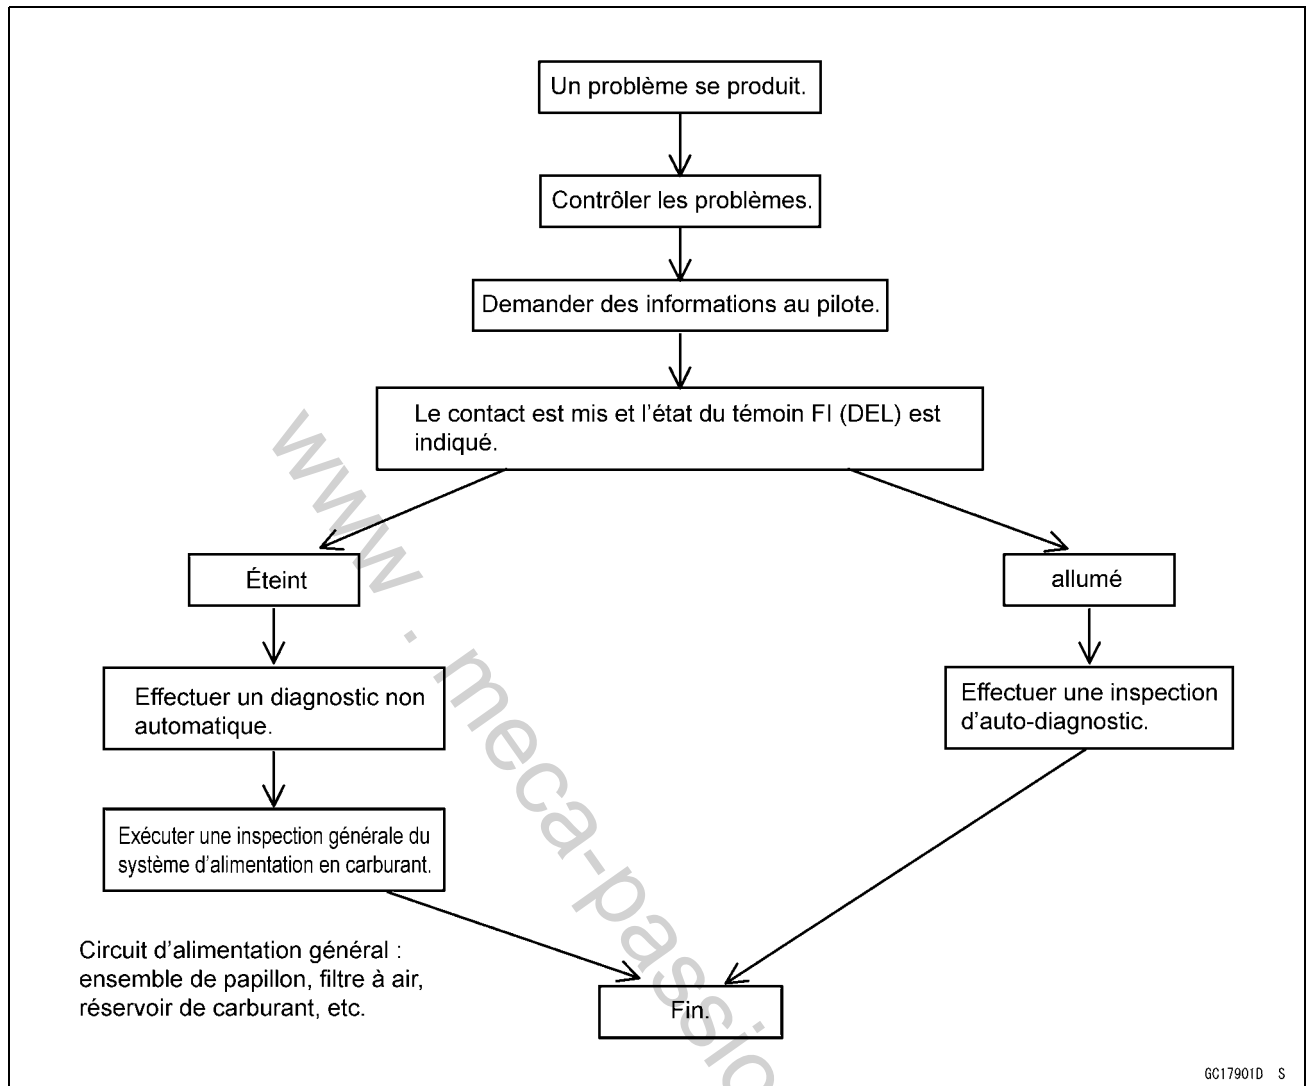 Un problème se produit.
Contrôler les problèmes.
Demander des informations au pilote.
Le contact est mis et l'état du témoin FI (DEL) est
indiqué.
Éteint
allumé
Effectuer un diagnostic non
automatique.
Effectuer une inspection
d'auto-diagnostic.
Exécuter une inspection générale du
système d'alimentation en carburant.
Circuit d'alimentation général :
ensemble de papillon, filtre à air,
réservoir de carburant, etc.
Fin.
www . meca-passio
GC17901D S